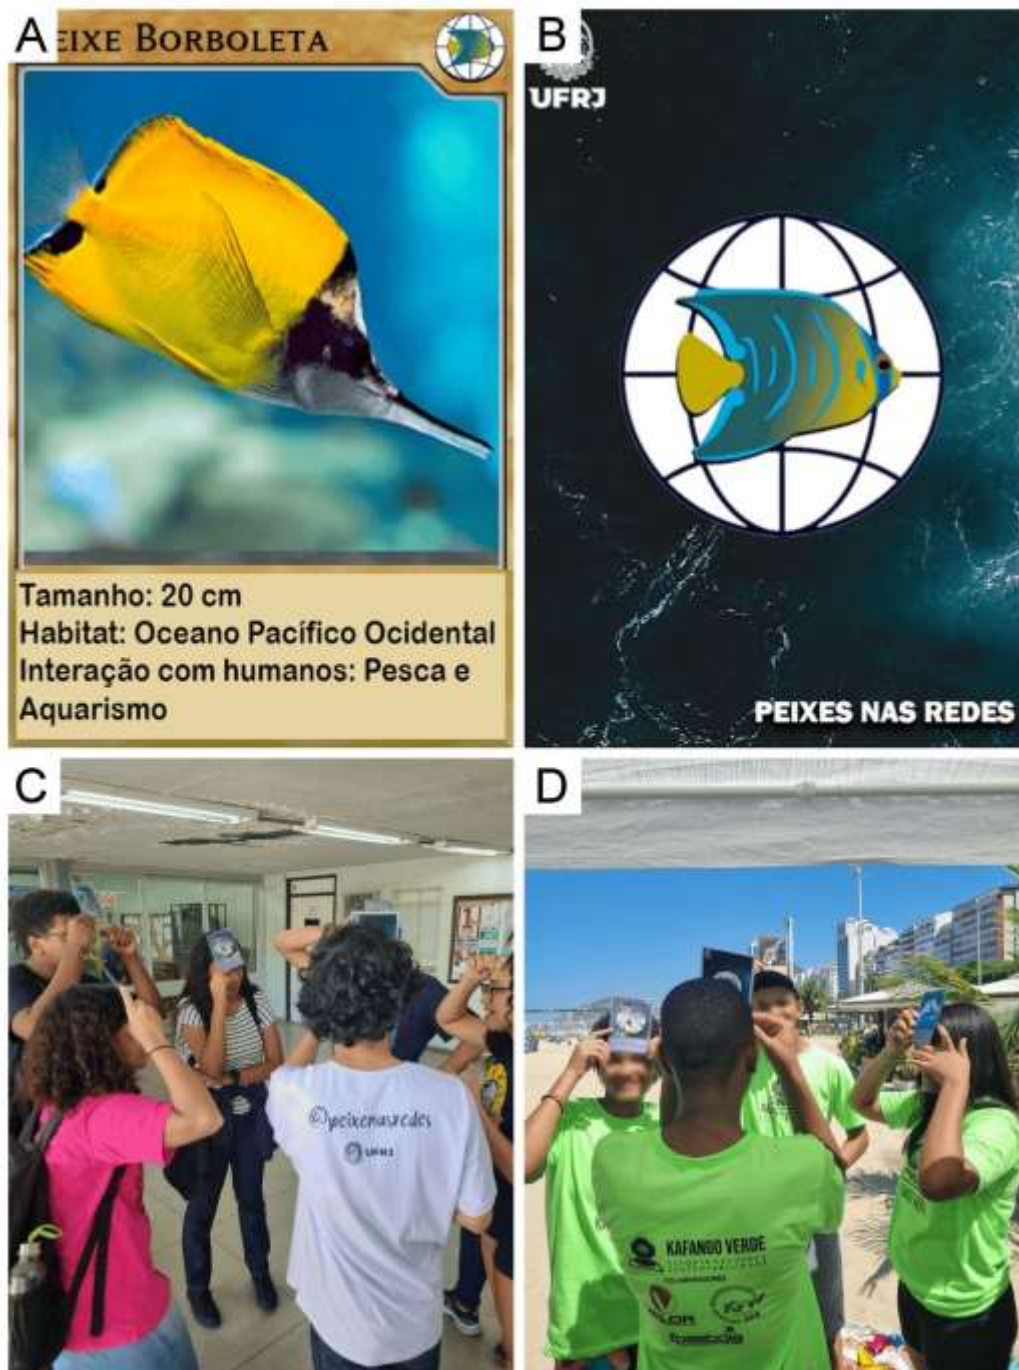 A
EIXE BORBOLETA
Tamanho: 20 cm
Habitat: Oceano Pacífico Ocidental
Interação com humanos: Pesca e
Aquarismo
B
UFRJ
PEIXES NAS REDES
C
@peixenasredes
UFRJ
D
KAFANGO VERDE